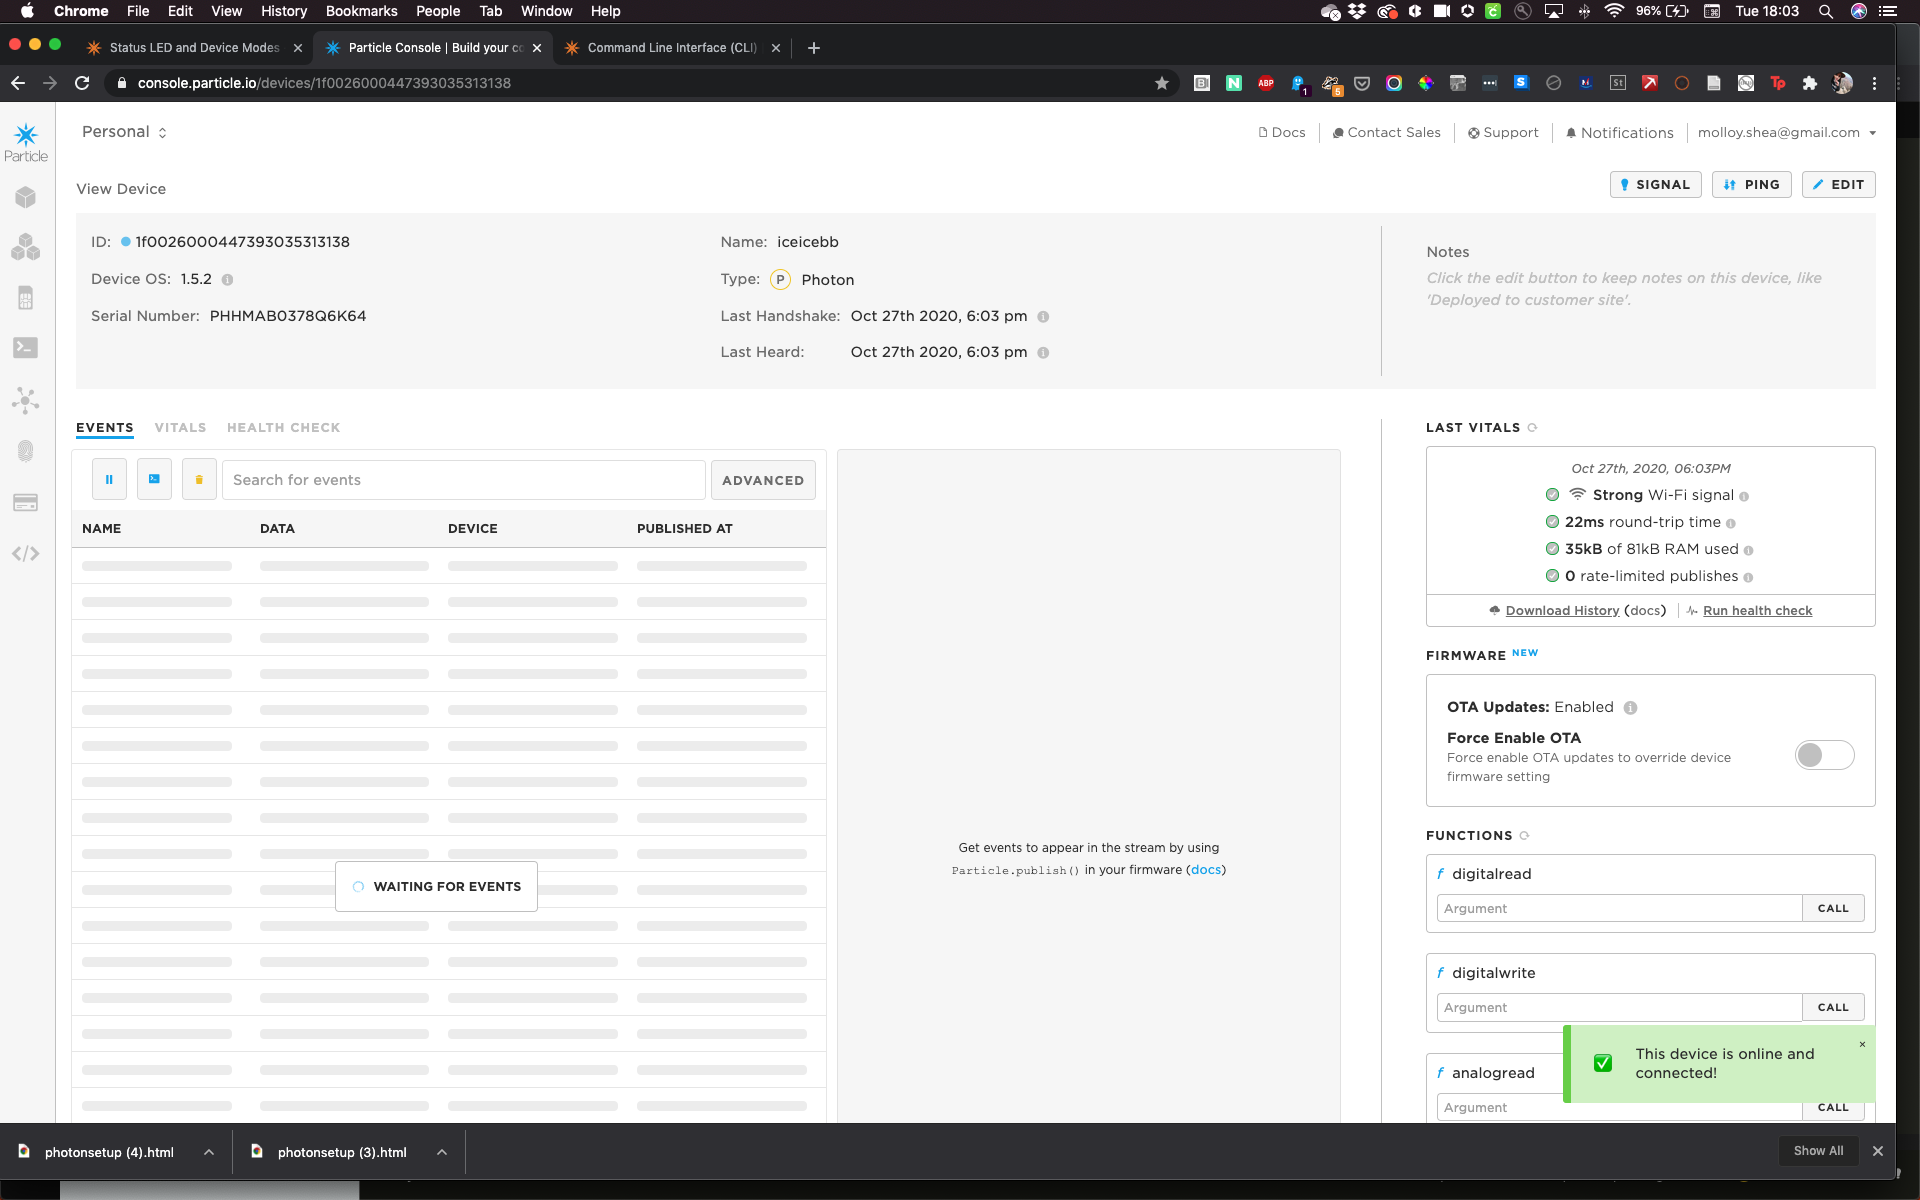 Chrome File Edit View History Bookmarks People Tab Window Help 96% Tue 18:03
Status LED and Device Modes Particle Console | Build your co Command Line Interface (CLI)
console.particle.io/devices/1f0026000447393035313138
ABP 1 5 St Tp
Particle
Personal
Docs Contact Sales Support Notifications molloy.shea@gmail.com
View Device
SIGNAL PING EDIT
ID: 1f0026000447393035313138
Device OS: 1.5.2
Serial Number: PHHMAB0378Q6K64
Name: iceicebb
Type: P Photon
Last Handshake: Oct 27th 2020, 6:03 pm
Last Heard: Oct 27th 2020, 6:03 pm
Notes
Click the edit button to keep notes on this device, like
'Deployed to customer site'.
EVENTS VITALS HEALTH CHECK
Search for events ADVANCED
NAME DATA DEVICE PUBLISHED AT
WAITING FOR EVENTS
Get events to appear in the stream by using
Particle.publish() in your firmware (docs)
LAST VITALS
Oct 27th, 2020, 06:03PM
Strong Wi-Fi signal
22ms round-trip time
35kB of 81kB RAM used
0 rate-limited publishes
Download History (docs) Run health check
FIRMWARE NEW
OTA Updates: Enabled
Force Enable OTA
Force enable OTA updates to override device
firmware setting
FUNCTIONS
f digitalread
Argument CALL
f digitalwrite
Argument CALL
f analogread
Argument CALL
This device is online and
connected!
photonsetup (4).html photonsetup (3).html Show All